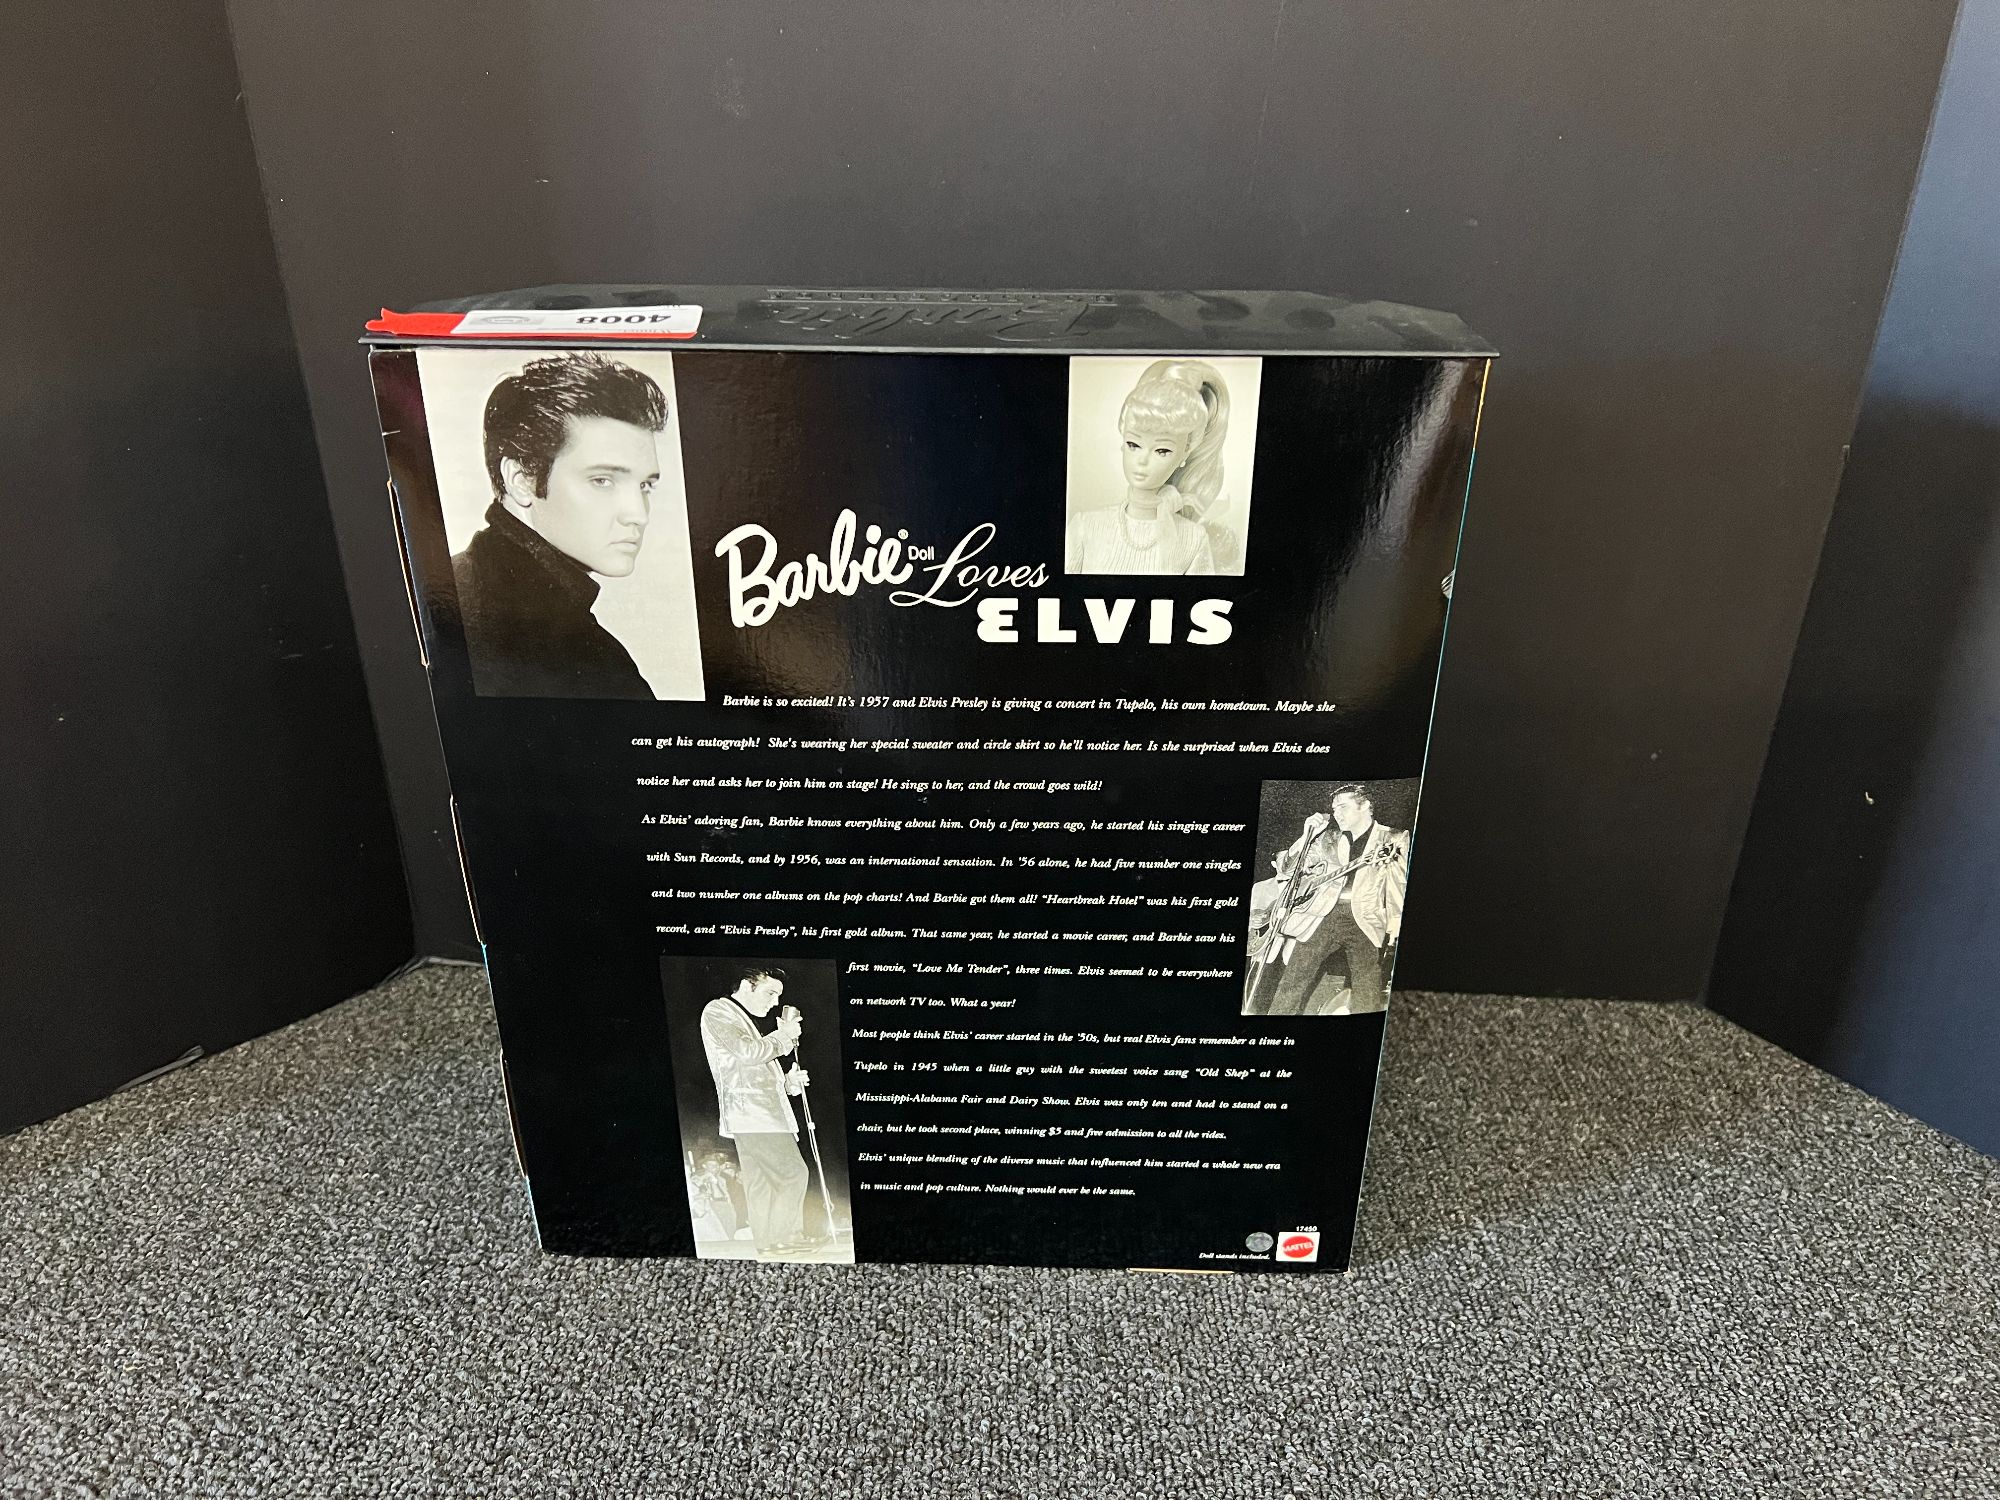 4008
Barbie
Barbie® Doll Loves
ELVIS
Barbie is so excited! It's 1957 and Elvis Presley is giving a concert in Tupelo, his own hometown. Maybe she
can get his autograph! She's wearing her special sweater and circle skirt so he'll notice her. Is she surprised when Elvis does
notice her and asks her to join him on stage! He sings to her, and the crowd goes wild!
As Elvis' adoring fan, Barbie knows everything about him. Only a few years ago, he started his singing career
with Sun Records, and by 1956, was an international sensation. In '56 alone, he had five number one singles
and two number one albums on the pop charts! And Barbie got them all! "Heartbreak Hotel" was his first gold
record, and "Elvis Presley", his first gold album. That same year, he started a movie career, and Barbie saw his
first movie, "Love Me Tender", three times. Elvis seemed to be everywhere
on network TV too. What a year!
Most people think Elvis' career started in the '50s, but real Elvis fans remember a time in
Tupelo in 1945 when a little guy with the sweetest voice sang "Old Shep" at the
Mississippi-Alabama Fair and Dairy Show. Elvis was only ten and had to stand on a
chair, but he took second place, winning $5 and free admission to all the rides.
Elvis' unique blending of the diverse music that influenced him started a whole new era
in music and pop culture. Nothing would ever be the same.
17450
Doll stands included.
MATTEL